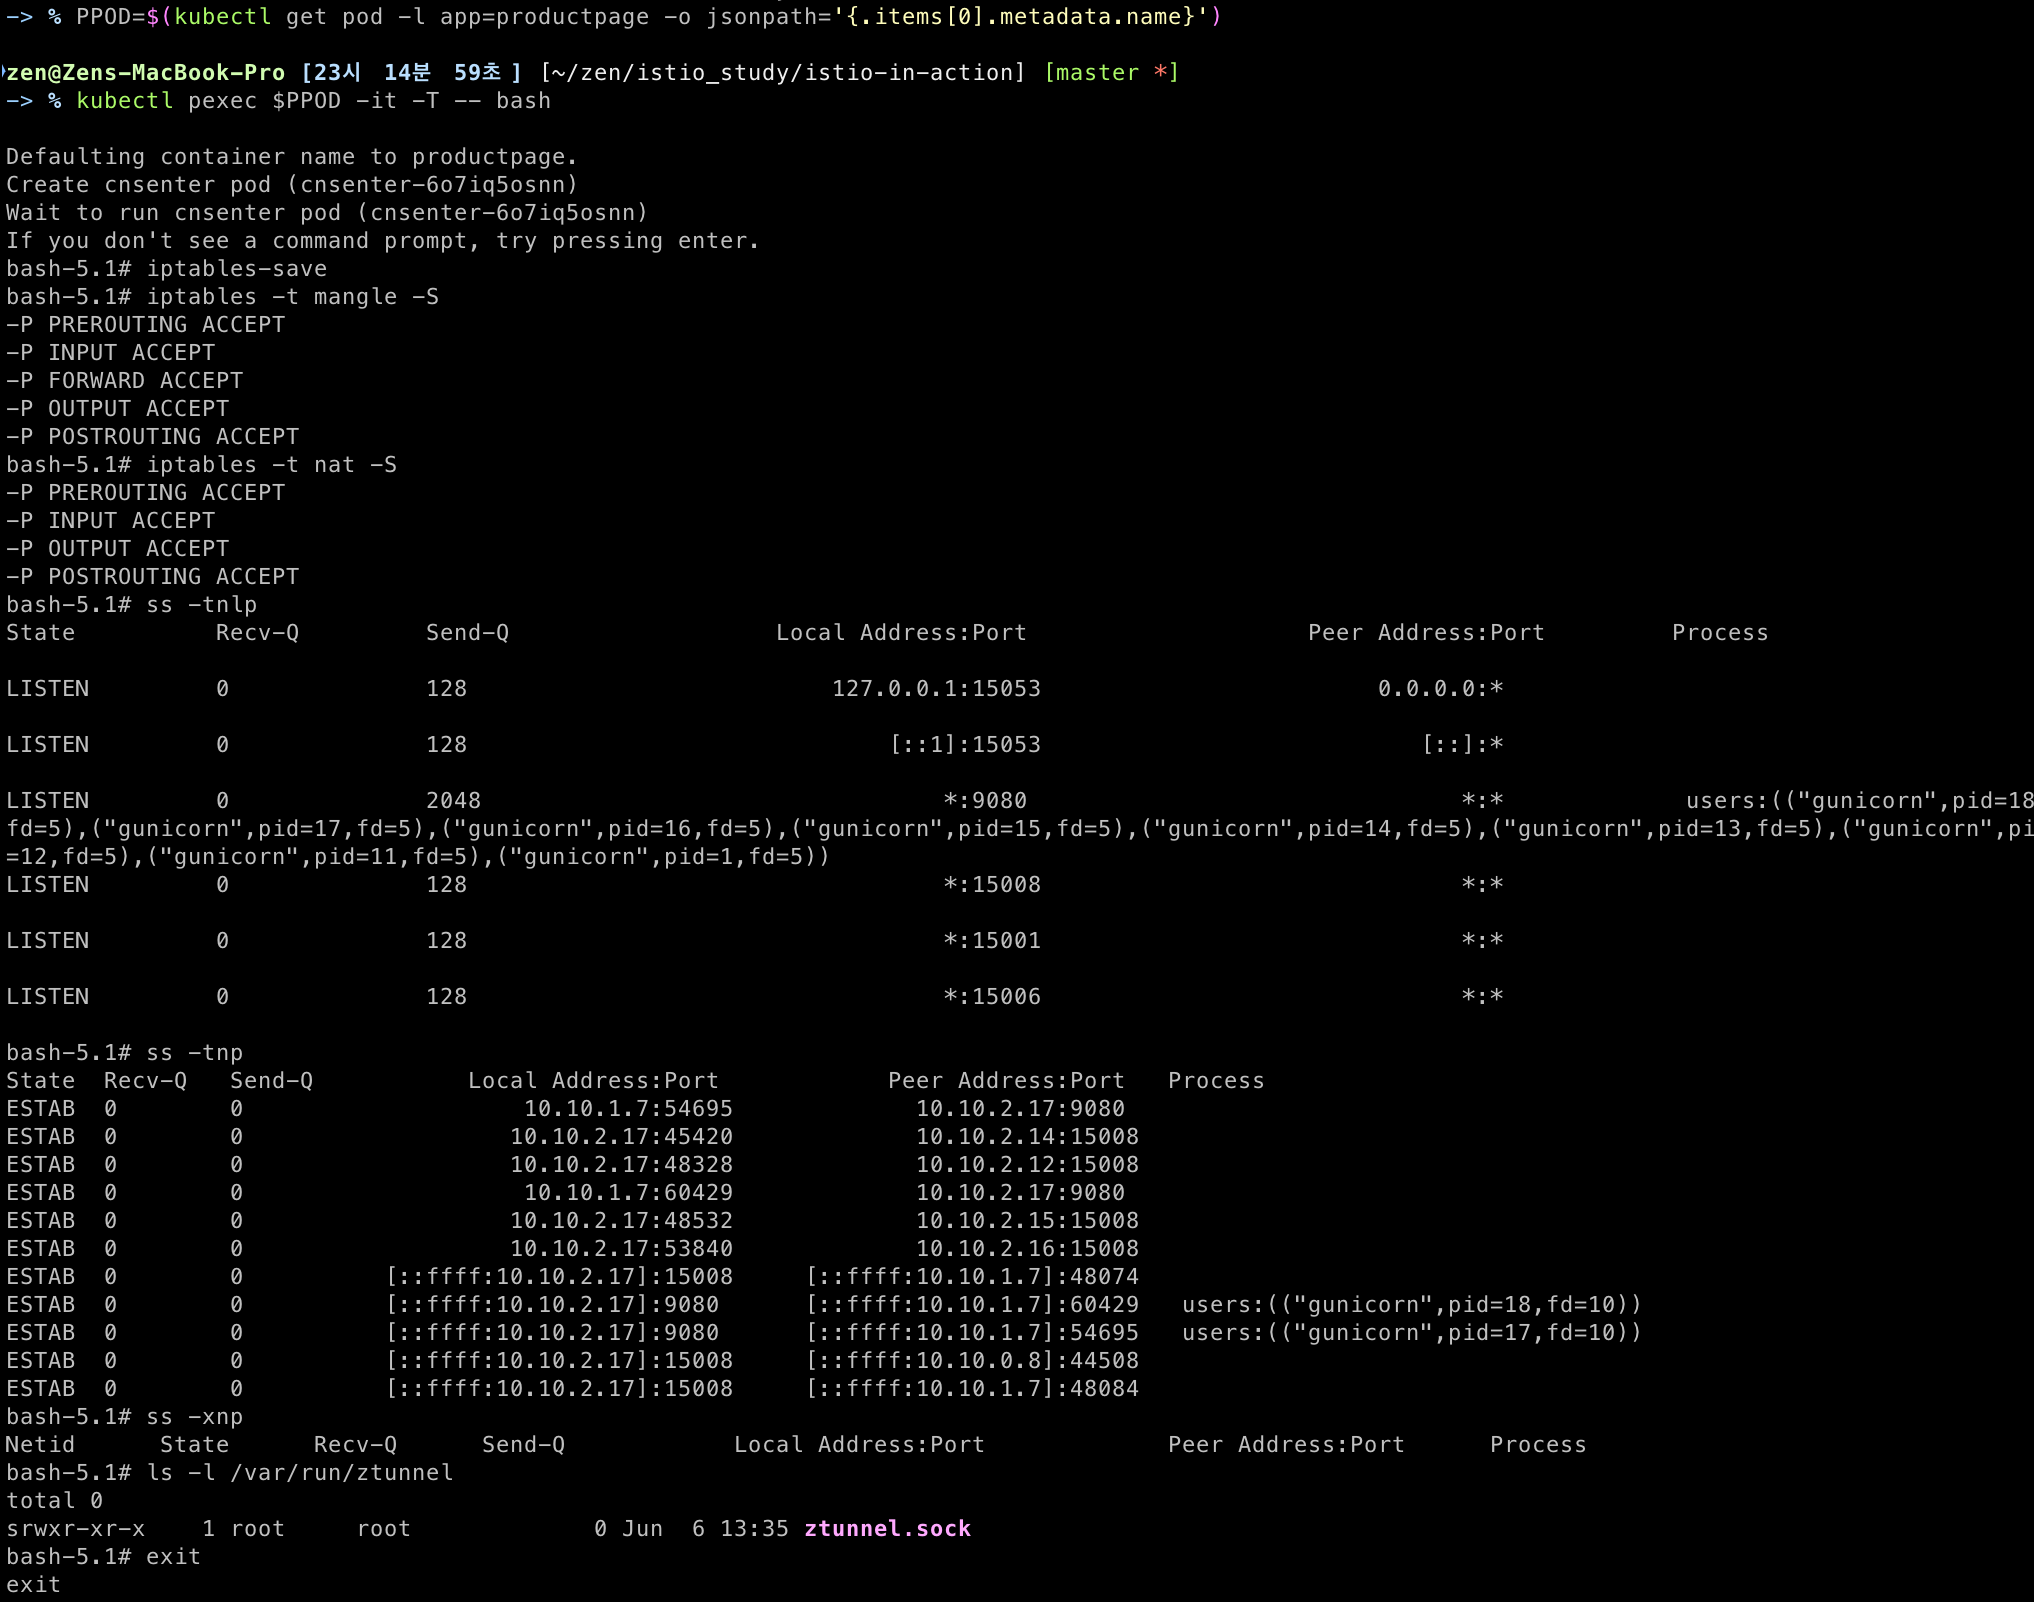 -> % PPOD=$(kubectl get pod -l app=productpage -o jsonpath='{.items[0].metadata.name}')
zen@Zens-MacBook-Pro [23시 14분 59초] [~/zen/istio_study/istio-in-action] [master *]
-> % kubectl pexec $PPOD -it -T -- bash
Defaulting container name to productpage.
Create cnsenter pod (cnsenter-6o7iq5osnn)
Wait to run cnsenter pod (cnsenter-6o7iq5osnn)
If you don't see a command prompt, try pressing enter.
bash-5.1# iptables-save
bash-5.1# iptables -t mangle -S
-P PREROUTING ACCEPT
-P INPUT ACCEPT
-P FORWARD ACCEPT
-P OUTPUT ACCEPT
-P POSTROUTING ACCEPT
bash-5.1# iptables -t nat -S
-P PREROUTING ACCEPT
-P INPUT ACCEPT
-P OUTPUT ACCEPT
-P POSTROUTING ACCEPT
bash-5.1# ss -tnlp
State Recv-Q Send-Q Local Address:Port Peer Address:Port Process
LISTEN 0 128 127.0.0.1:15053 0.0.0.0:*
LISTEN 0 128 [::1]:15053 [::]:*
LISTEN 0 2048 *:9080 *:* users:(("gunicorn",pid=18
fd=5),("gunicorn",pid=17,fd=5),("gunicorn",pid=16,fd=5),("gunicorn",pid=15,fd=5),("gunicorn",pid=14,fd=5),("gunicorn",pid=13,fd=5),("gunicorn",pi
=12,fd=5),("gunicorn",pid=11,fd=5),("gunicorn",pid=1,fd=5))
LISTEN 0 128 *:15008 *:*
LISTEN 0 128 *:15001 *:*
LISTEN 0 128 *:15006 *:*
bash-5.1# ss -tnp
State Recv-Q Send-Q Local Address:Port Peer Address:Port Process
ESTAB 0 0 10.10.1.7:54695 10.10.2.17:9080
ESTAB 0 0 10.10.2.17:45420 10.10.2.14:15008
ESTAB 0 0 10.10.2.17:48328 10.10.2.12:15008
ESTAB 0 0 10.10.1.7:60429 10.10.2.17:9080
ESTAB 0 0 10.10.2.17:48532 10.10.2.15:15008
ESTAB 0 0 10.10.2.17:53840 10.10.2.16:15008
ESTAB 0 0 [::ffff:10.10.2.17]:15008 [::ffff:10.10.1.7]:48074
ESTAB 0 0 [::ffff:10.10.2.17]:9080 [::ffff:10.10.1.7]:60429 users:(("gunicorn",pid=18,fd=10))
ESTAB 0 0 [::ffff:10.10.2.17]:9080 [::ffff:10.10.1.7]:54695 users:(("gunicorn",pid=17,fd=10))
ESTAB 0 0 [::ffff:10.10.2.17]:15008 [::ffff:10.10.0.8]:44508
ESTAB 0 0 [::ffff:10.10.2.17]:15008 [::ffff:10.10.1.7]:48084
bash-5.1# ss -xnp
Netid State Recv-Q Send-Q Local Address:Port Peer Address:Port Process
bash-5.1# ls -l /var/run/ztunnel
total 0
srwxr-xr-x 1 root root 0 Jun 6 13:35 ztunnel.sock
bash-5.1# exit
exit